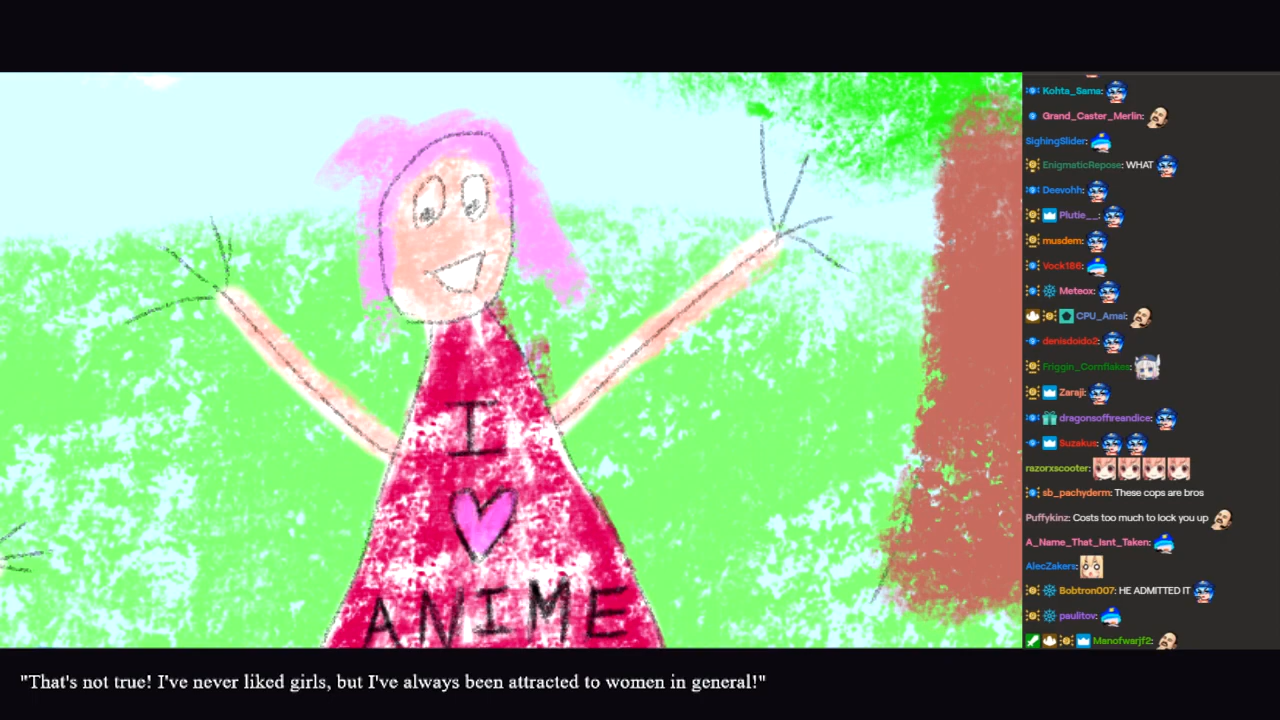 I
ANIME
Kohta_Sama:
Grand_Caster_Merlin:
SighingSlider:
EnigmaticRepose: WHAT
Deevohh:
Plutie__:
musdem:
Vock186:
Meteox:
CPU_Amai:
denisdoido2:
Friggin_Cornflakes:
Zaraji:
dragonsoffireandice:
Suzakus:
razorxscooter:
sb_pachyderm: These cops are bros
Puffykinz: Costs too much to lock you up
A_Name_That_Isnt_Taken:
AlecZakers:
Bobtron007: HE ADMITTED IT
paulitov:
Manofwarjf2:
"That's not true! I've never liked girls, but I've always been attracted to women in general!"